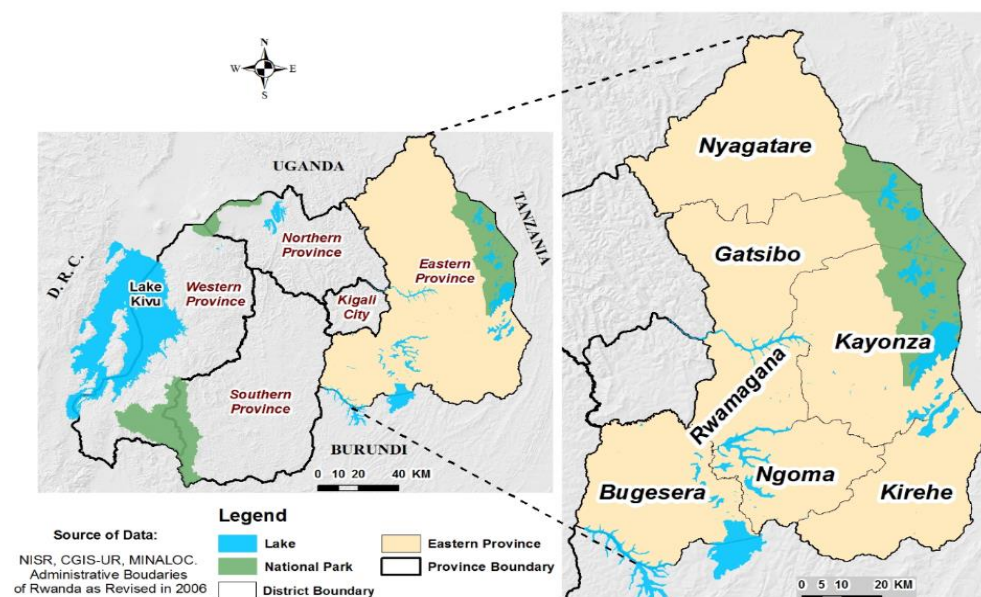 N
W E
S
UGANDA
TANZANIA
D. R. C.
Northern
Province
Eastern
Province
Lake
Kivu
Western
Province
Kigali
City
Southern
Province
BURUNDI
0 10 20 40 KM
Nyagatare
Gatsibo
Kayonza
Rwamagana
Ngoma
Bugesera
Kirehe
0 5 10 20 KM
Source of Data:
NISR, CGIS-UR, MINALOC.
Administrative Boudaries
of Rwanda as Revised in 2006
Legend
Lake
National Park
District Boundary
Eastern Province
Province Boundary